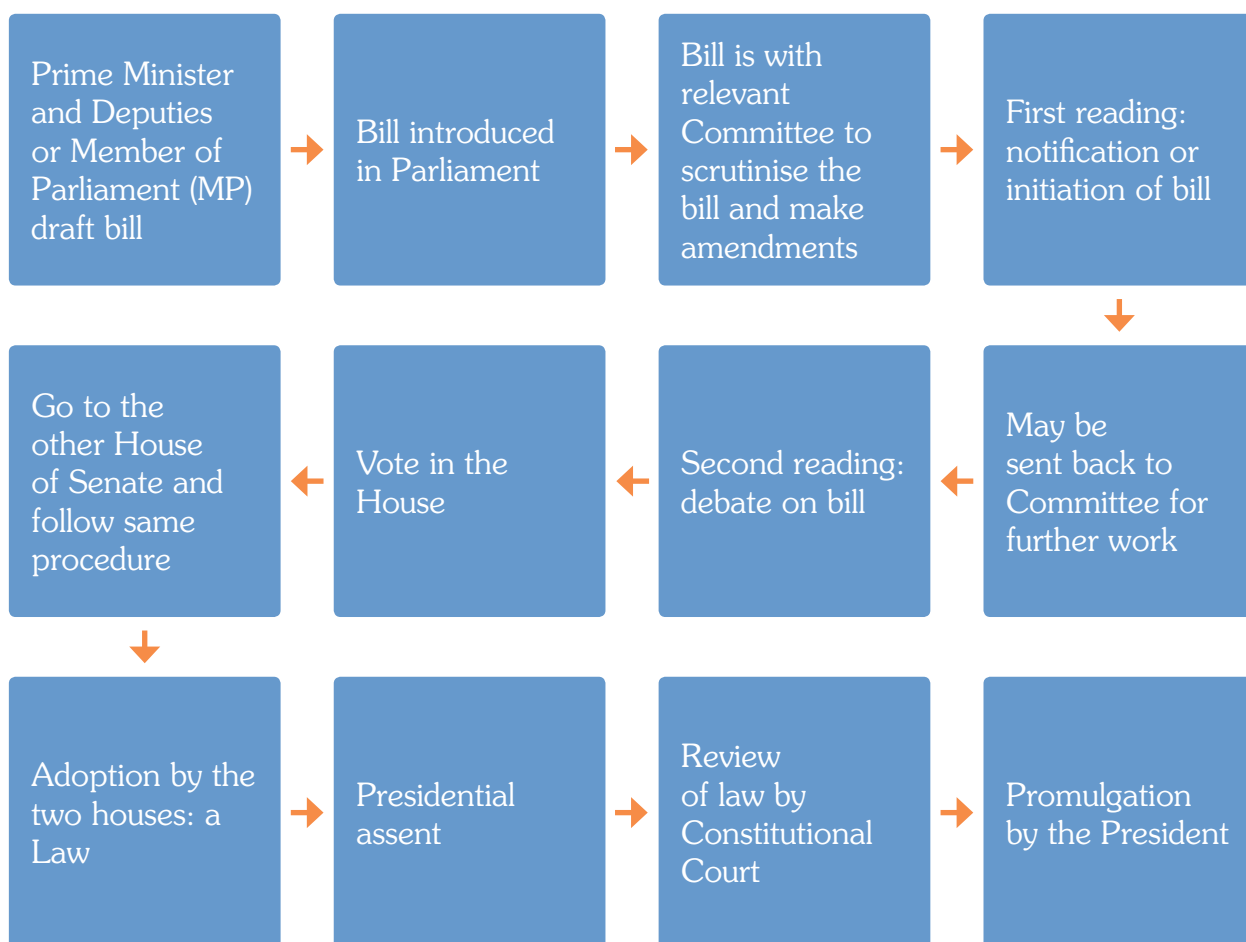 Prime Minister
and Deputies
or Member of
Parliament (MP)
draft bill
Bill introduced
in Parliament
Bill is with
relevant
Committee to
scrutinise the
bill and make
amendments
First reading:
notification or
initiation of bill
May be
sent back to
Committee for
further work
Second reading:
debate on bill
Vote in the
House
Go to the
other House
of Senate and
follow same
procedure
Adoption by the
two houses: a
Law
Presidential
assent
Review
of law by
Constitutional
Court
Promulgation
by the President